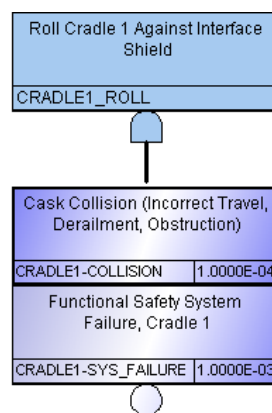 Roll Cradle 1 Against Interface
Shield
CRADLE1_ROLL
Cask Collision (Incorrect Travel,
Derailment, Obstruction)
CRADLE1-COLLISION 1.0000E-04
Functional Safety System
Failure, Cradle 1
CRADLE1-SYS_FAILURE 1.0000E-03